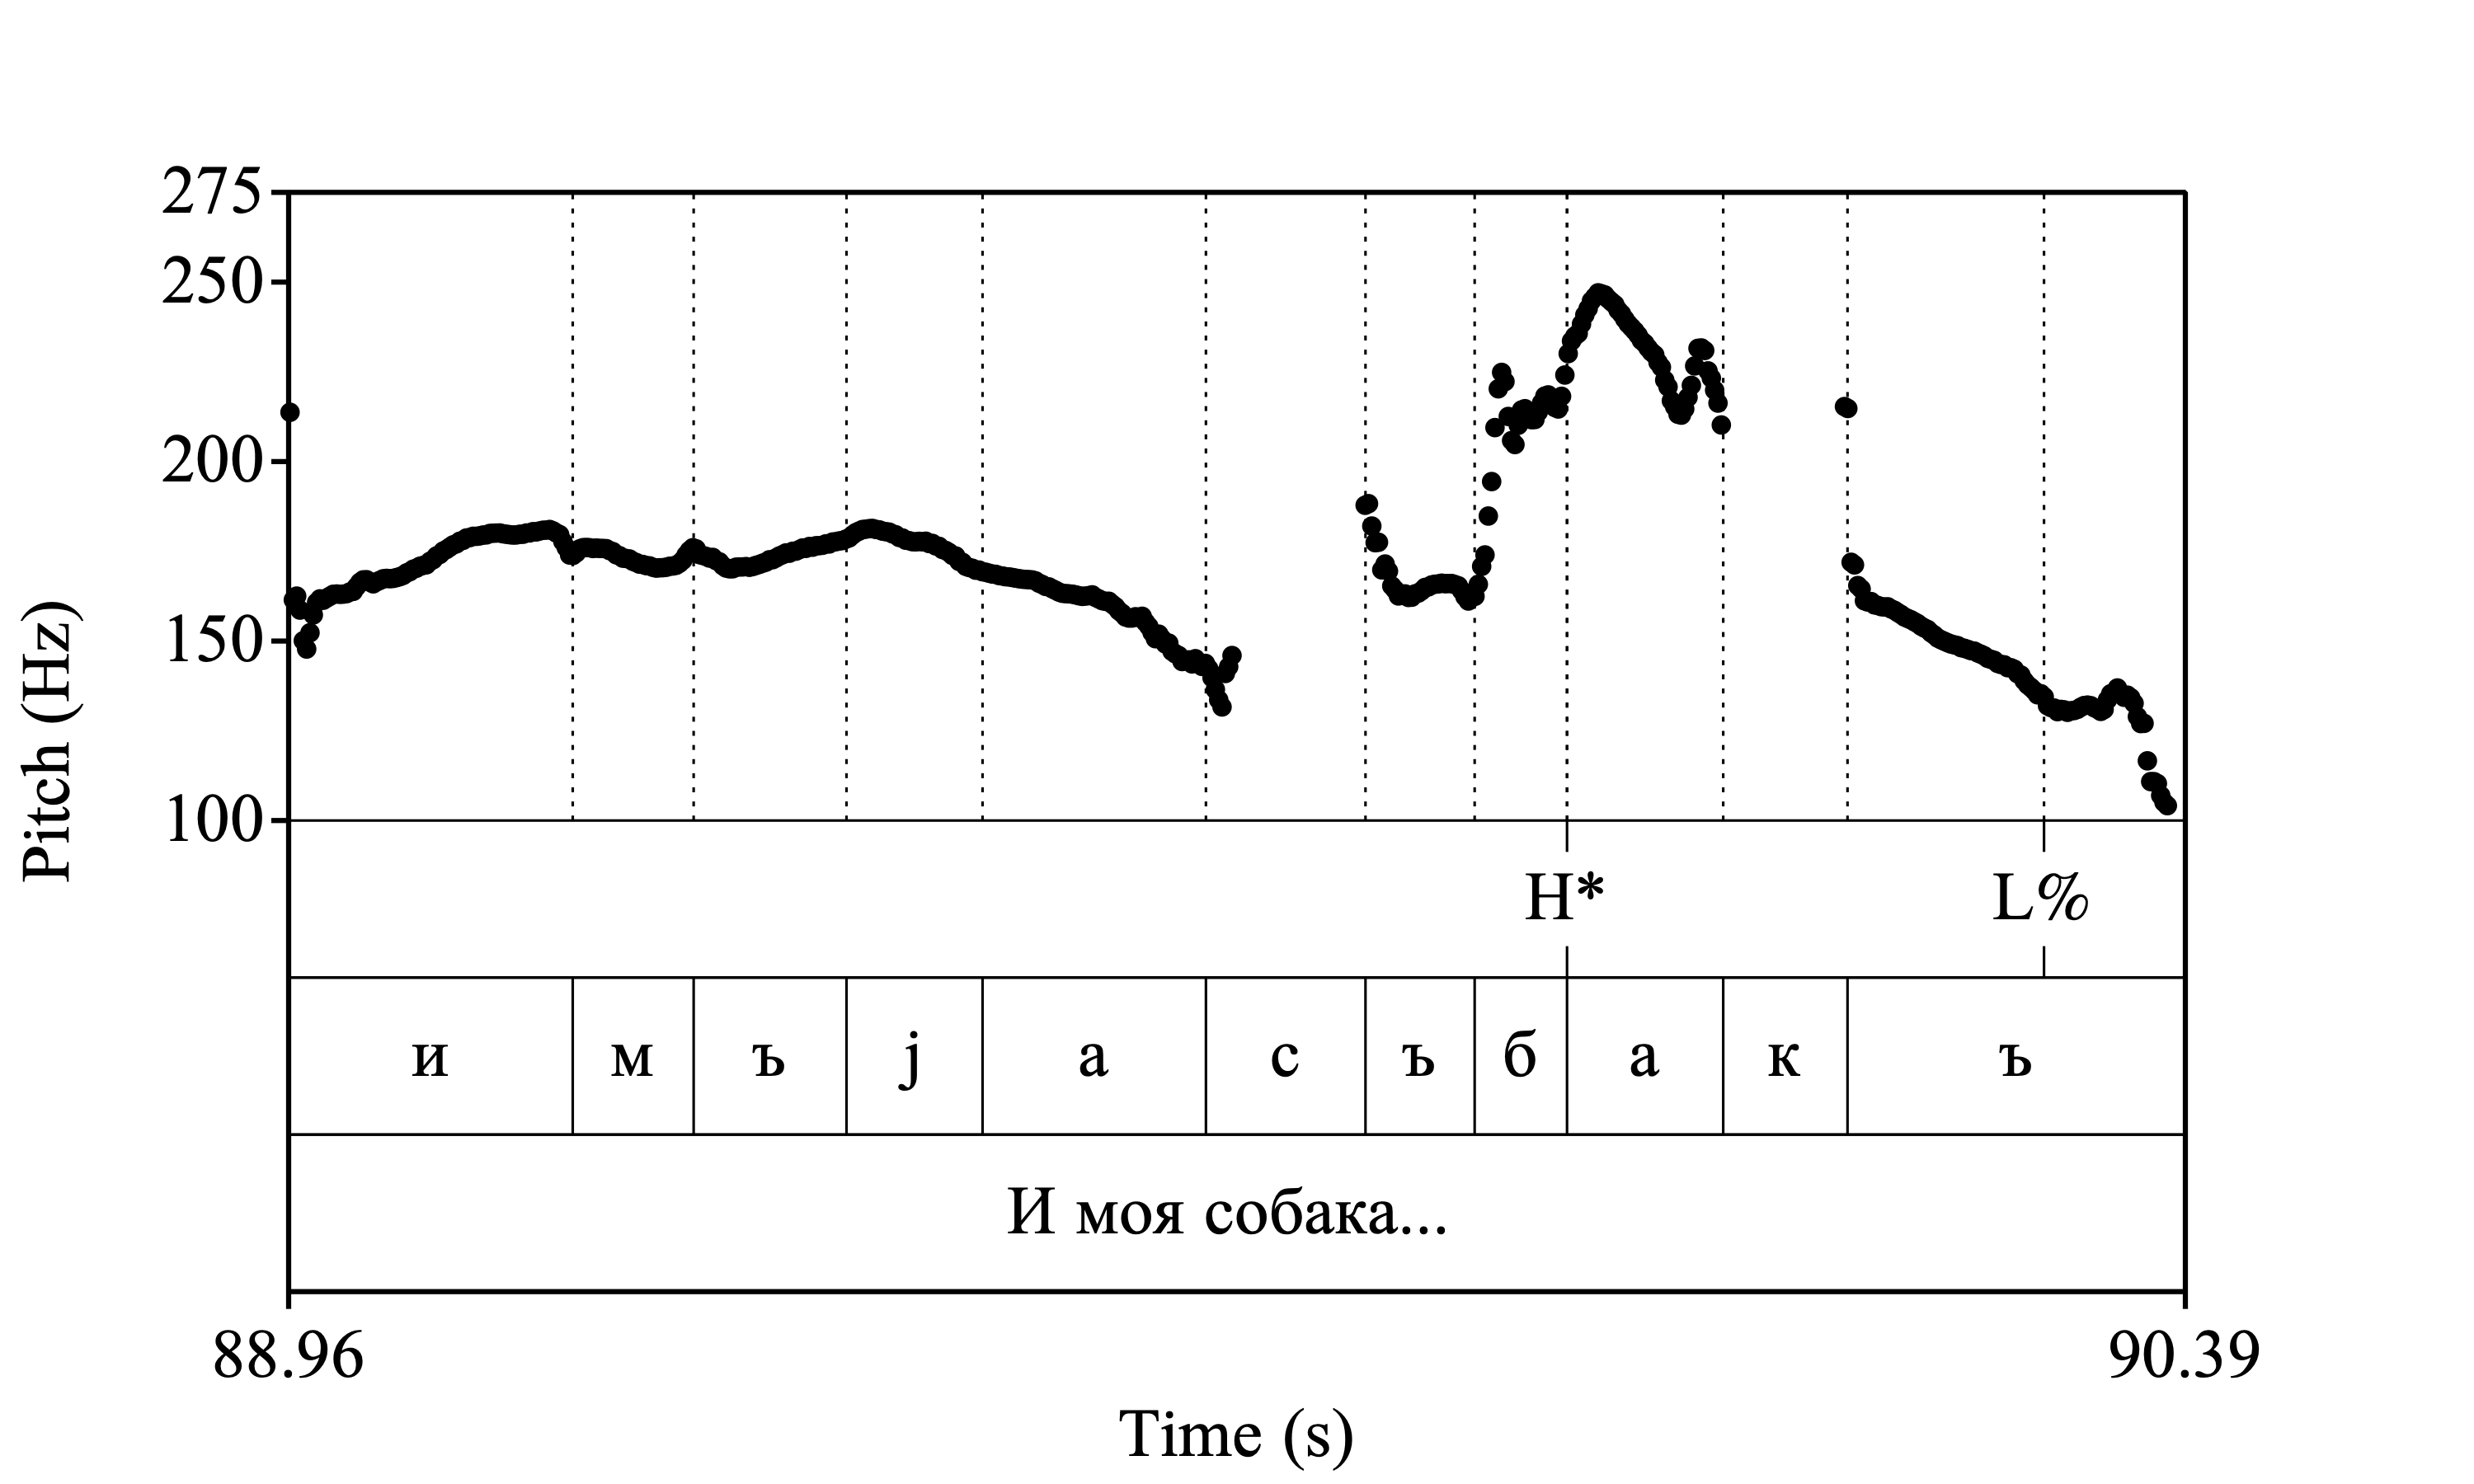 275
250
200
150
100
Pitch (Hz)
H* L%
и м ъ j а с ъ б а к ъ
И моя собака...
88.96 90.39
Time (s)